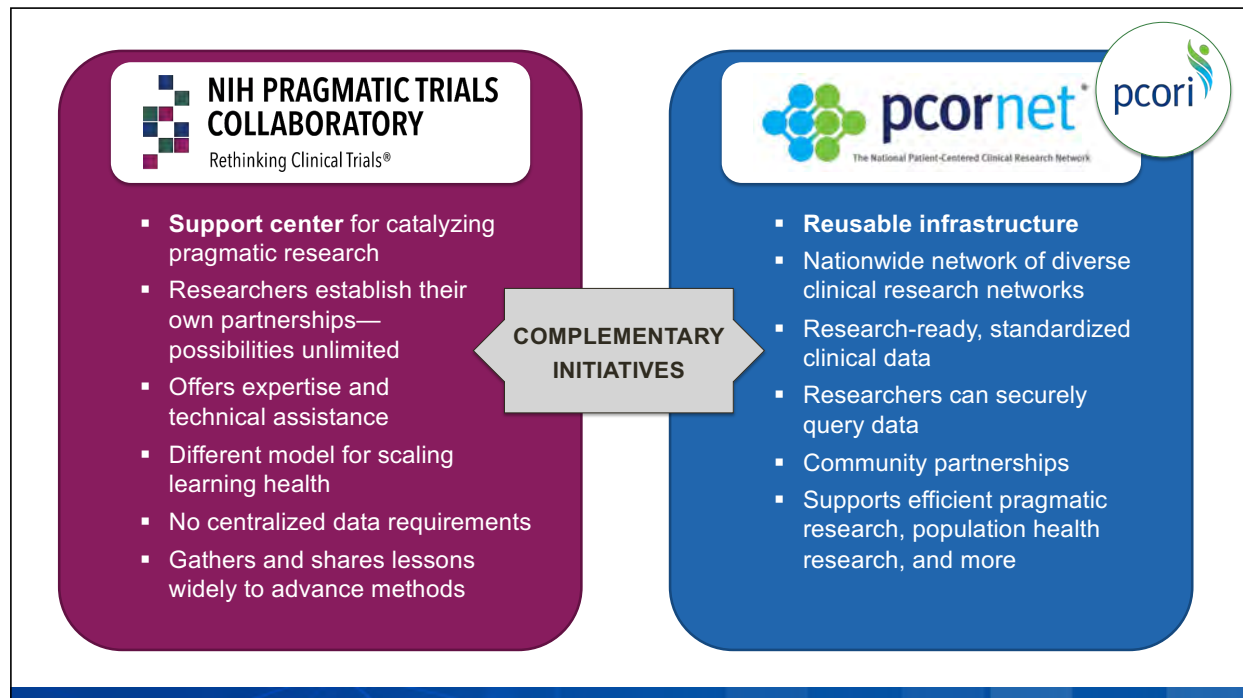 NIH PRAGMATIC TRIALS
COLLABORATORY
Rethinking Clinical Trials®
▪ Support center for catalyzing
pragmatic research
▪ Researchers establish their
own partnerships—
possibilities unlimited
▪ Offers expertise and
technical assistance
▪ Different model for scaling
learning health
▪ No centralized data requirements
▪ Gathers and shares lessons
widely to advance methods
COMPLEMENTARY
INITIATIVES
pcornet®
The National Patient-Centered Clinical Research Network
pcori
▪ Reusable infrastructure
▪ Nationwide network of diverse
clinical research networks
▪ Research-ready, standardized
clinical data
▪ Researchers can securely
query data
▪ Community partnerships
▪ Supports efficient pragmatic
research, population health
research, and more